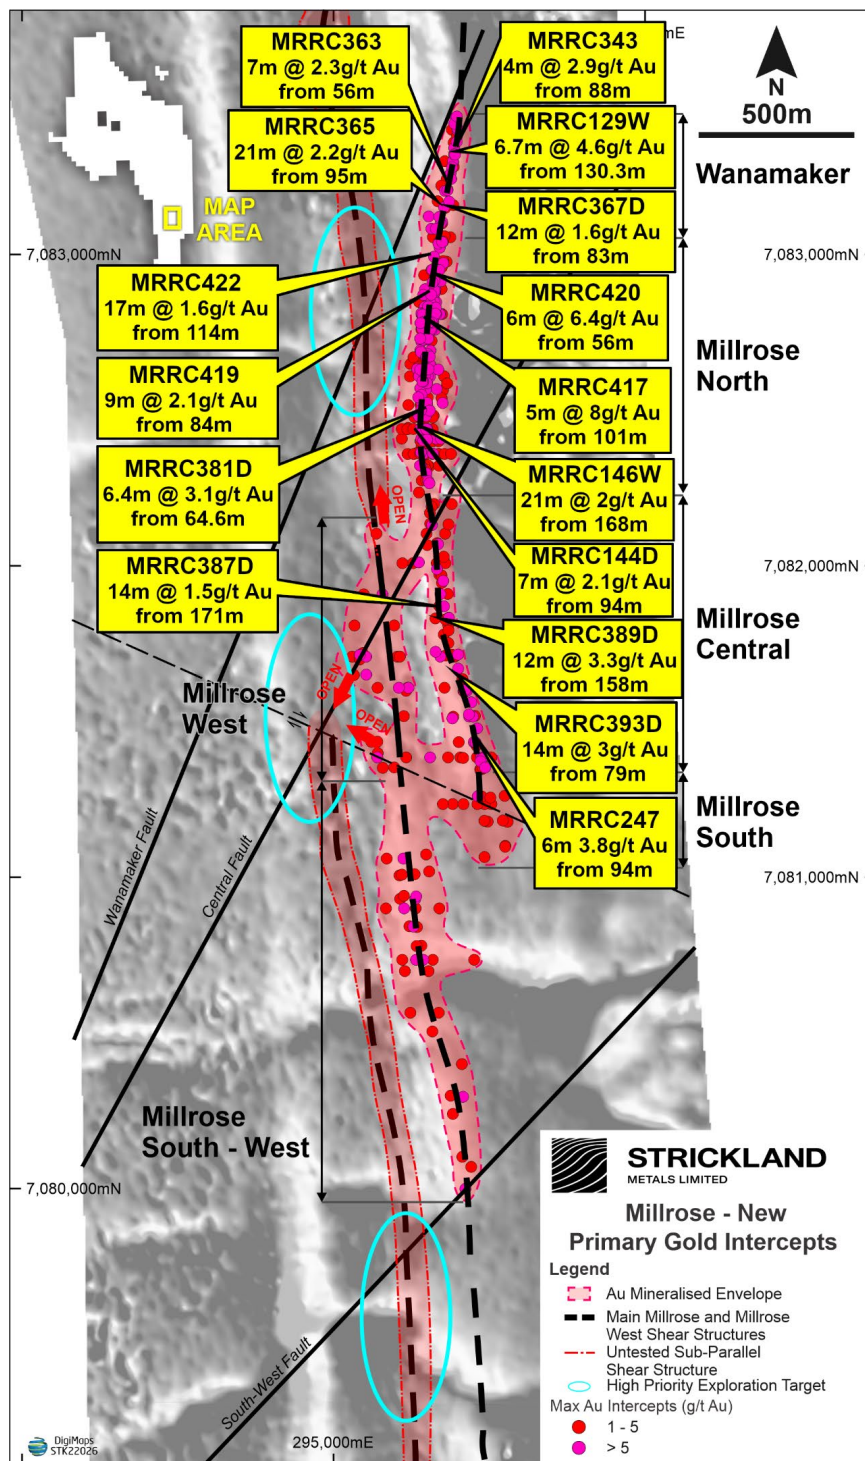 MRRC363
7m @ 2.3g/t Au
from 56m
MRRC343
4m @ 2.9g/t Au
from 88m
mE
N
500m
MRRC365
21m @ 2.2g/t Au
from 95m
MRRC129W
6.7m @ 4.6g/t Au
from 130.3m
Wanamaker
MAP
AREA
MRRC367D
12m @ 1.6g/t Au
from 83m
7,083,000mN
7,083,000mN
MRRC422
17m @ 1.6g/t Au
from 114m
MRRC420
6m @ 6.4g/t Au
from 56m
Millrose
North
MRRC419
9m @ 2.1g/t Au
from 84m
MRRC417
5m @ 8g/t Au
from 101m
MRRC381D
6.4m @ 3.1g/t Au
from 64.6m
MRRC146W
21m @ 2g/t Au
from 168m
OPEN
MRRC387D
14m @ 1.5g/t Au
from 171m
MRRC144D
7m @ 2.1g/t Au
from 94m
7,082,000mN
7,082,000mN
MRRC389D
12m @ 3.3g/t Au
from 158m
Millrose
Central
Millrose
West
OPEN
OPEN
MRRC393D
14m @ 3g/t Au
from 79m
MRRC247
6m 3.8g/t Au
from 94m
Millrose
South
Wanamaker Fault
Central Fault
7,081,000mN
7,081,000mN
Millrose
South - West
7,080,000mN
South-West Fault
295,000mE
DigiMaps
STK22026
STRICKLAND
METALS LIMITED
Millrose - New
Primary Gold Intercepts
Legend
Au Mineralised Envelope
Main Millrose and Millrose
West Shear Structures
Untested Sub-Parallel
Shear Structure
High Priority Exploration Target
Max Au Intercepts (g/t Au)
1 - 5
> 5